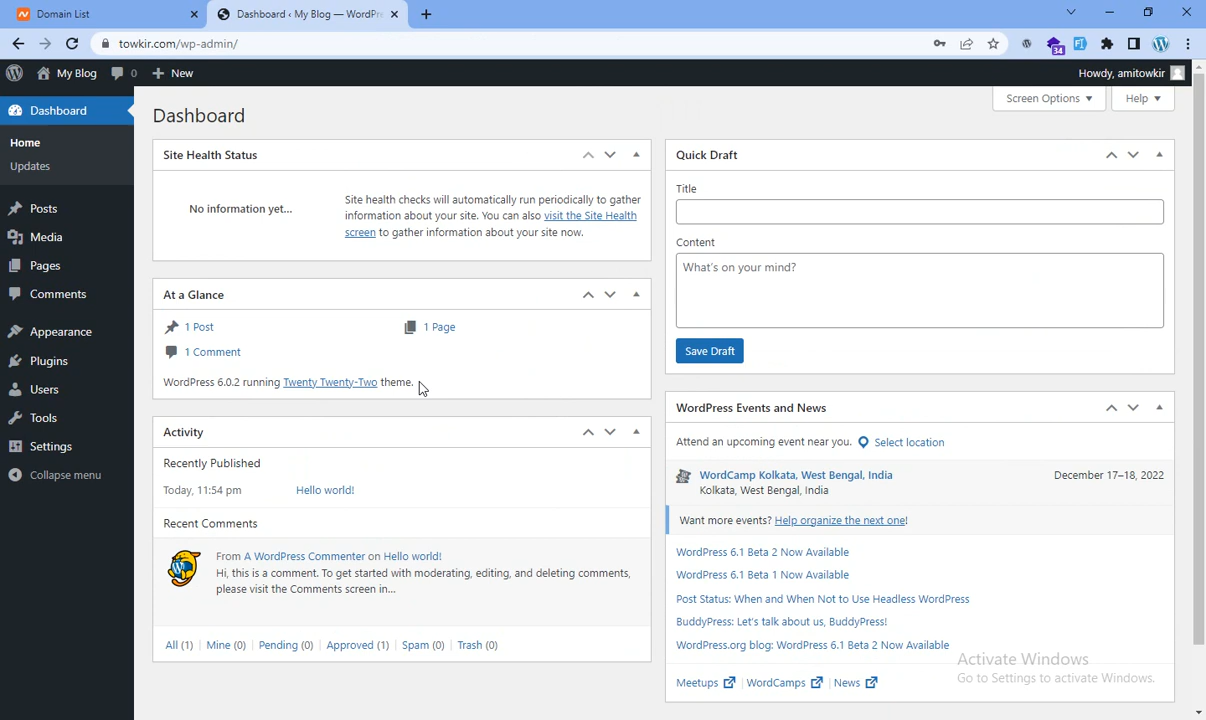 Domain List
Dashboard ‹ My Blog — WordPr
towkir.com/wp-admin/
34
My Blog 0 New
Howdy, amitowkir
Dashboard
Home
Updates
Posts
Media
Pages
Comments
Appearance
Plugins
Users
Tools
Settings
Collapse menu
Screen Options
Help
Dashboard
Site Health Status
No information yet...
Site health checks will automatically run periodically to gather
information about your site. You can also visit the Site Health
screen to gather information about your site now.
At a Glance
1 Post
1 Page
1 Comment
WordPress 6.0.2 running Twenty Twenty-Two theme.
Activity
Recently Published
Today, 11:54 pm Hello world!
Recent Comments
From A WordPress Commenter on Hello world!
Hi, this is a comment. To get started with moderating, editing, and deleting comments,
please visit the Comments screen in...
All (1) | Mine (0) | Pending (0) | Approved (1) | Spam (0) | Trash (0)
Quick Draft
Title
Content
What's on your mind?
Save Draft
WordPress Events and News
Attend an upcoming event near you. Select location
WordCamp Kolkata, West Bengal, India December 17–18, 2022
Kolkata, West Bengal, India
Want more events? Help organize the next one!
WordPress 6.1 Beta 2 Now Available
WordPress 6.1 Beta 1 Now Available
Post Status: When and When Not to Use Headless WordPress
BuddyPress: Let's talk about us, BuddyPress!
WordPress.org blog: WordPress 6.1 Beta 2 Now Available
Meetups | WordCamps | News
Activate Windows
Go to Settings to activate Windows.